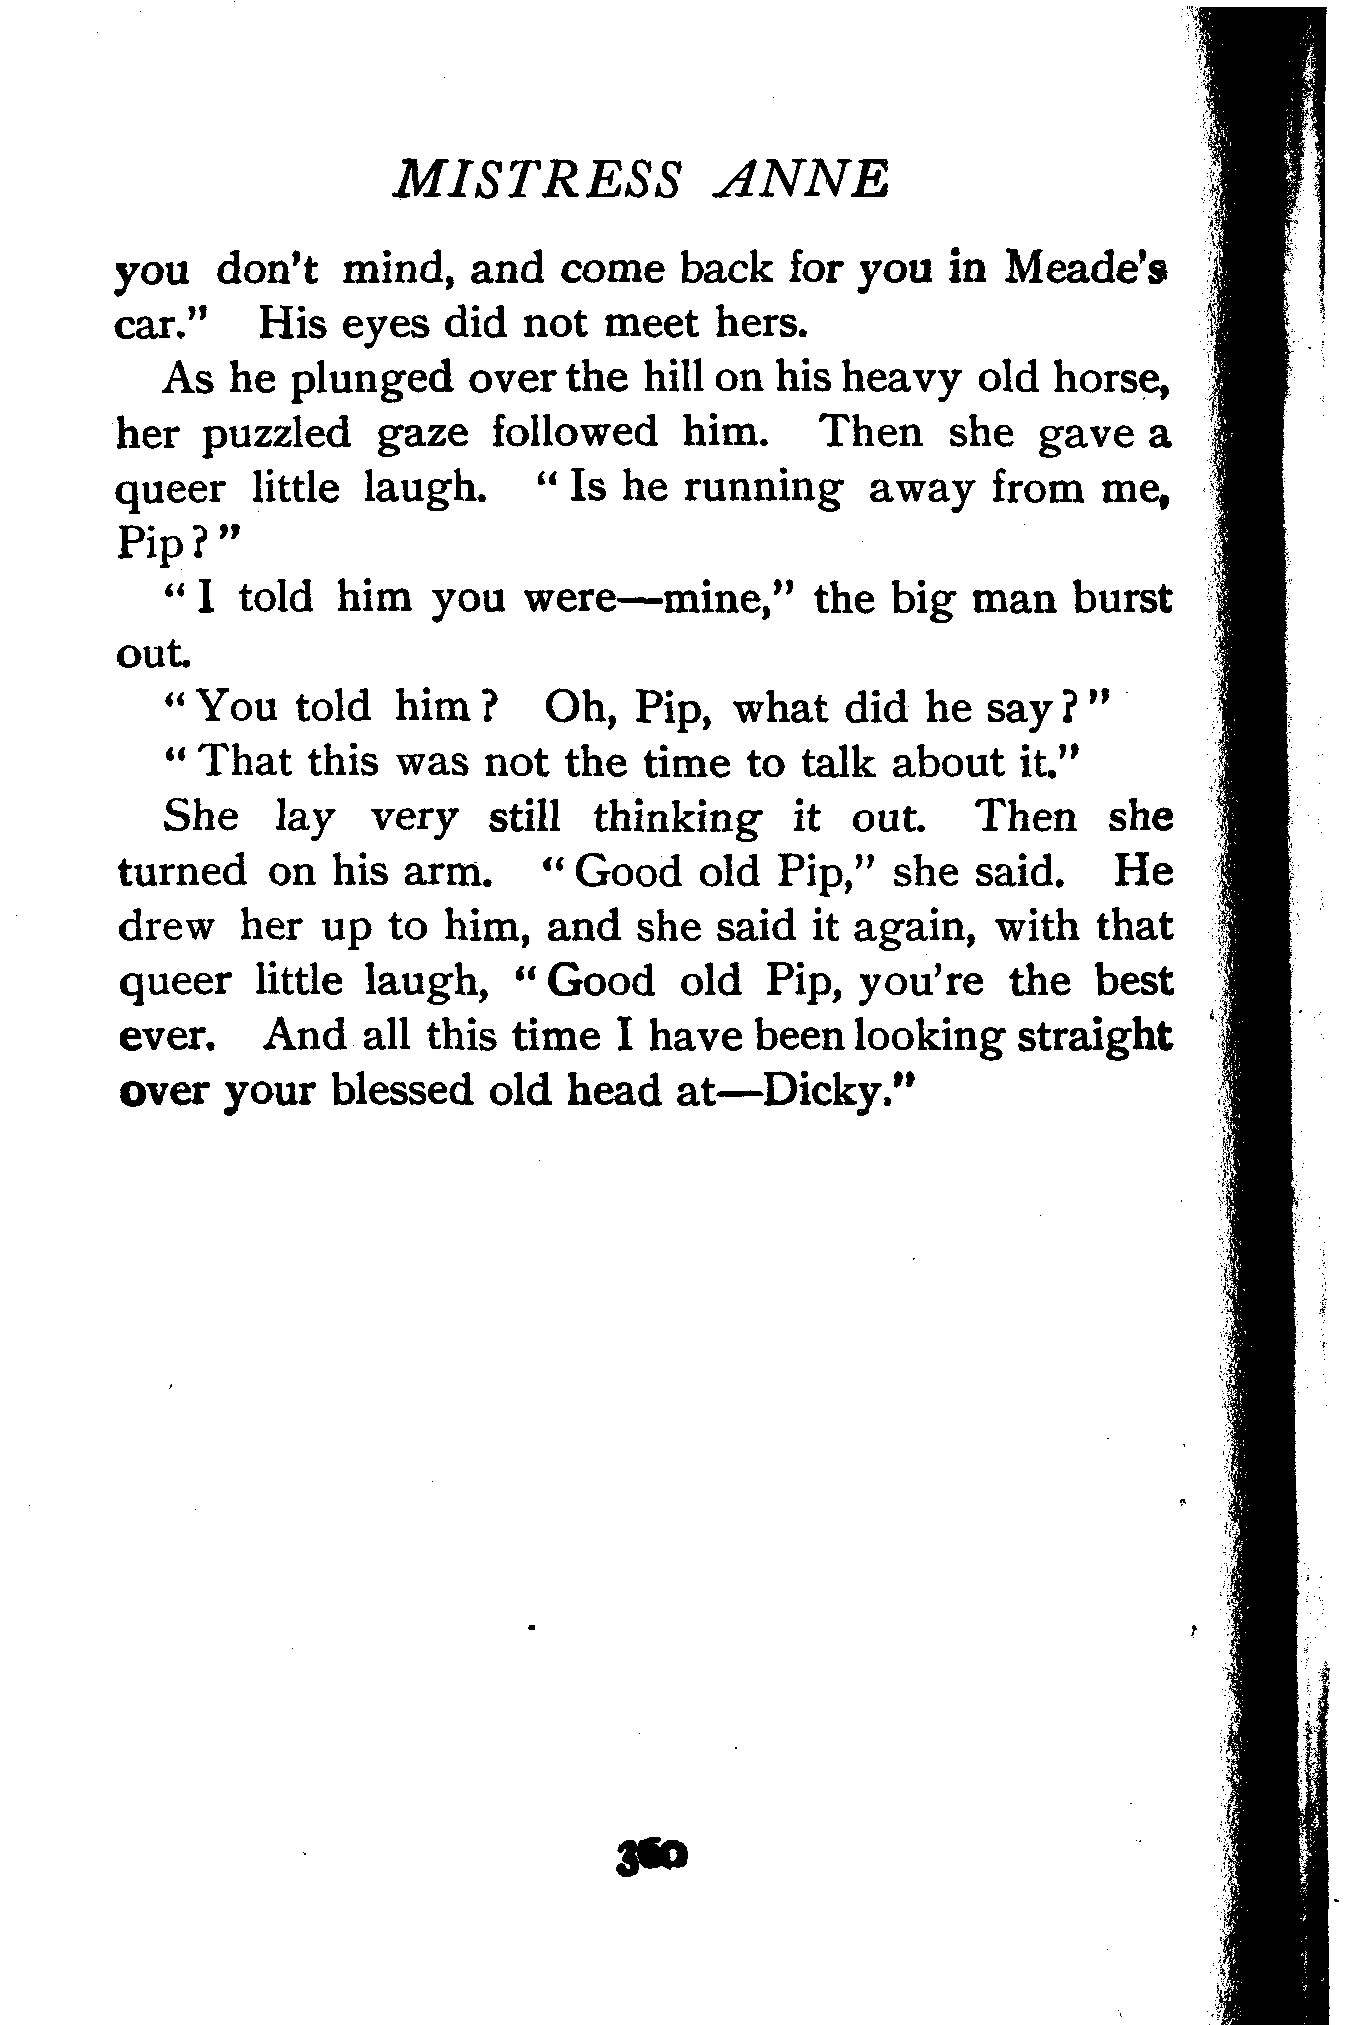 MISTRESS ANNE
you don't mind, and come back for you in Meade's
car." His eyes did not meet hers.
As he plunged over the hill on his heavy old horse,
her puzzled gaze followed him. Then she gave a
queer little laugh. "Is he running away from me,
Pip?"
"I told him you were—mine," the big man burst
out.
"You told him? Oh, Pip, what did he say?"
"That this was not the time to talk about it."
She lay very still thinking it out. Then she
turned on his arm. "Good old Pip," she said. He
drew her up to him, and she said it again, with that
queer little laugh, "Good old Pip, you're the best
ever. And all this time I have been looking straight
over your blessed old head at—Dicky."